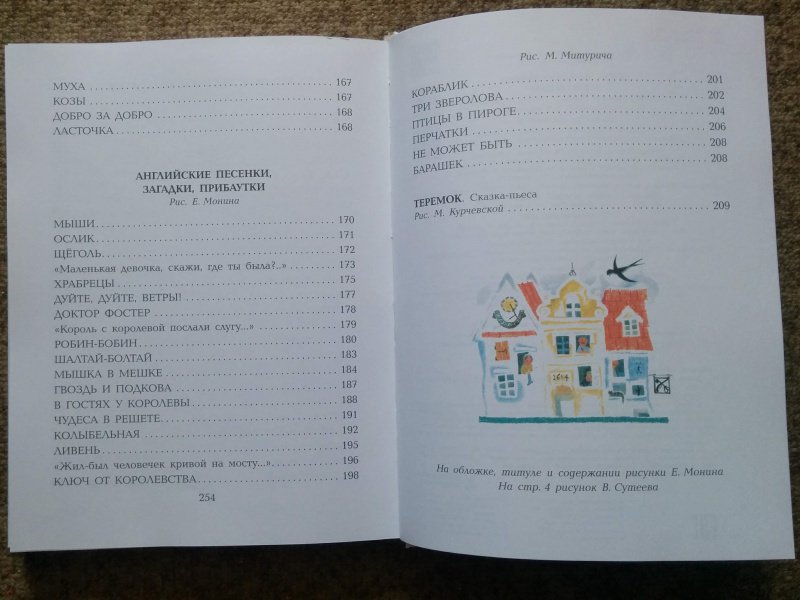 МУХА 167
КОЗЫ 167
ДОБРО ЗА ДОБРО 168
ЛАСТОЧКА 168
АНГЛИЙСКИЕ ПЕСЕНКИ,
ЗАГАДКИ, ПРИБАУТКИ
Рис. Е. Монина
МЫШИ 170
ОСЛИК 171
ЩЁГОЛЬ 172
«Маленькая девочка, скажи, где ты была?..» 173
ХРАБРЕЦЫ 175
ДУЙТЕ, ДУЙТЕ, ВЕТРЫ! 177
ДОКТОР ФОСТЕР 178
«Король с королевой послали слугу...» 179
РОБИН-БОБИН 180
ШАЛТАЙ-БОЛТАЙ 183
МЫШКА В МЕШКЕ 184
ГВОЗДЬ И ПОДКОВА 187
В ГОСТЯХ У КОРОЛЕВЫ 188
ЧУДЕСА В РЕШЕТЕ 191
КОЛЫБЕЛЬНАЯ 192
ЛИВЕНЬ 195
«Жил-был человечек кривой на мосту...» 196
КЛЮЧ ОТ КОРОЛЕВСТВА 198
254
Рис. М. Митурича
КОРАБЛИК 201
ТРИ ЗВЕРОЛОВА 202
ПТИЦЫ В ПИРОГЕ 204
ПЕРЧАТКИ 206
НЕ МОЖЕТ БЫТЬ 208
БАРАШЕК 208
ТЕРЕМОК. Сказка-пьеса
Рис. М. Курчевской 209
1614
На обложке, титуле и содержании рисунки Е. Монина
На стр. 4 рисунок В. Сутеева